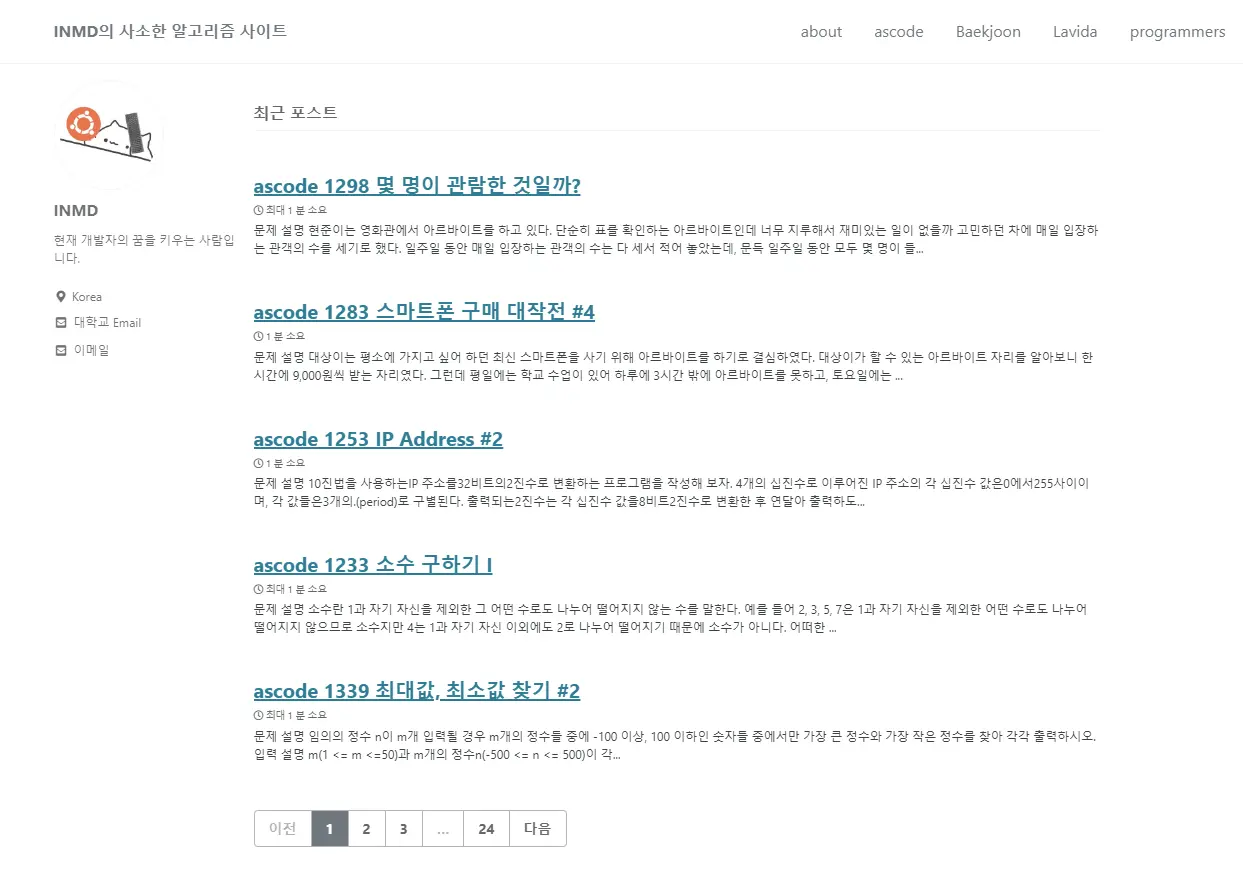 INMD의 사소한 알고리즘 사이트
about ascode Baekjoon Lavida programmers
INMD
현재 개발자의 꿈을 키우는 사람입
니다.
Korea
대학교 Email
이메일
최근 포스트
ascode 1298 몇 명이 관람한 것일까?
최대 1 분 소요
문제 설명 현준이는 영화관에서 아르바이트를 하고 있다. 단순히 표를 확인하는 아르바이트인데 너무 지루해서 재미있는 일이 없을까 고민하던 차에 매일 입장하
는 관객의 수를 세기로 했다. 일주일 동안 매일 입장하는 관객의 수는 다 세서 적어 놓았는데, 문득 일주일 동안 모두 몇 명이 들...
ascode 1283 스마트폰 구매 대작전 #4
1 분 소요
문제 설명 대상이는 평소에 가지고 싶어 하던 최신 스마트폰을 사기 위해 아르바이트를 하기로 결심하였다. 대상이가 할 수 있는 아르바이트 자리를 알아보니 한
시간에 9,000원씩 받는 자리였다. 그런데 평일에는 학교 수업이 있어 하루에 3시간 밖에 아르바이트를 못하고, 토요일에는 ...
ascode 1253 IP Address #2
1 분 소요
문제 설명 10진법을 사용하는IP 주소를32비트의2진수로 변환하는 프로그램을 작성해 보자. 4개의 십진수로 이루어진 IP 주소의 각 십진수 값은0에서255사이이
며, 각 값들은3개의.(period)로 구별된다. 출력되는2진수는 각 십진수 값을8비트2진수로 변환한 후 연달아 출력하도...
ascode 1233 소수 구하기 I
최대 1 분 소요
문제 설명 소수란 1과 자기 자신을 제외한 그 어떤 수로도 나누어 떨어지지 않는 수를 말한다. 예를 들어 2, 3, 5, 7은 1과 자기 자신을 제외한 어떤 수로도 나누어
떨어지지 않으므로 소수지만 4는 1과 자기 자신 이외에도 2로 나누어 떨어지기 때문에 소수가 아니다. 어떠한 ...
ascode 1339 최대값, 최소값 찾기 #2
최대 1 분 소요
문제 설명 임의의 정수 n이 m개 입력될 경우 m개의 정수들 중에 -100 이상, 100 이하인 숫자들 중에서만 가장 큰 정수와 가장 작은 정수를 찾아 각각 출력하시오.
입력 설명 m(1 <= m <=50)과 m개의 정수n(-500 <= n <= 500)이 각...
이전 1 2 3 ... 24 다음